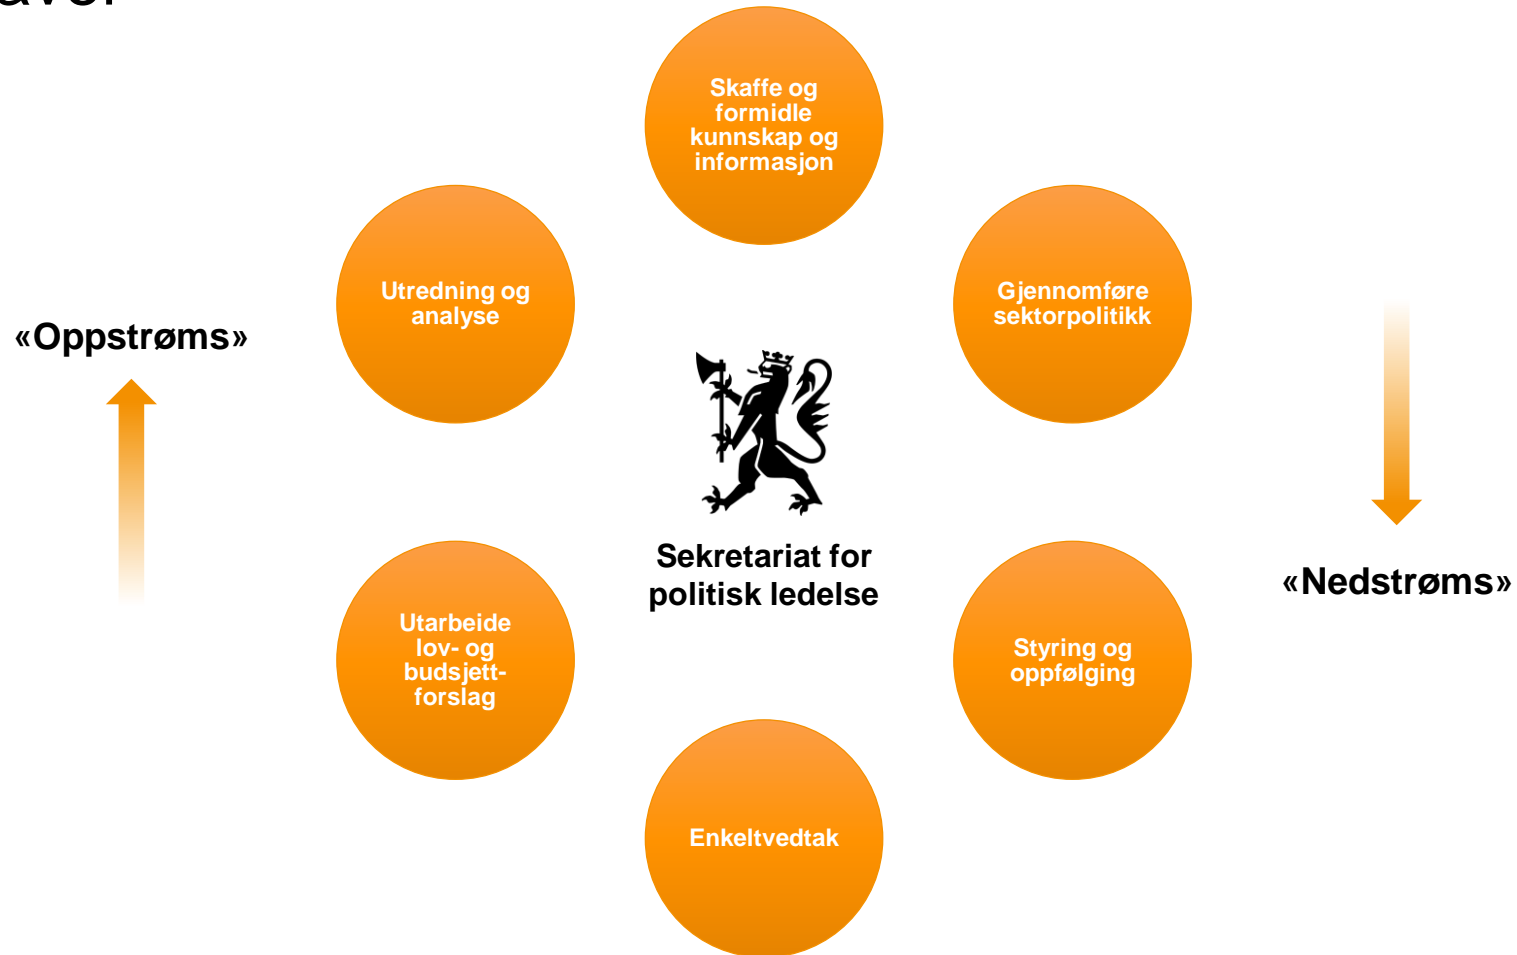 Skaffe og
formidle
kunnskap og
informasjon
Utredning og
analyse
Gjennomføre
sektorpolitikk
«Oppstrøms»
Sekretariat for
politisk ledelse
«Nedstrøms»
Utarbeide
lov- og
budsjett-
forslag
Styring og
oppfølging
Enkeltvedtak